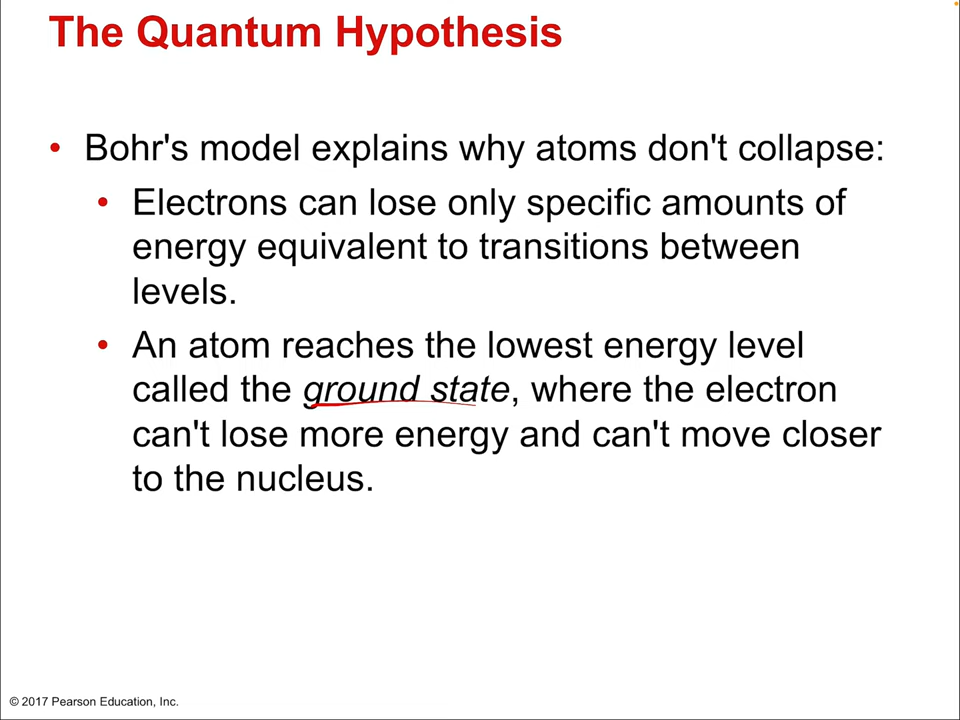 The Quantum Hypothesis
• Bohr's model explains why atoms don't collapse:
• Electrons can lose only specific amounts of
energy equivalent to transitions between
levels.
• An atom reaches the lowest energy level
called the ground state, where the electron
can't lose more energy and can't move closer
to the nucleus.
© 2017 Pearson Education, Inc.